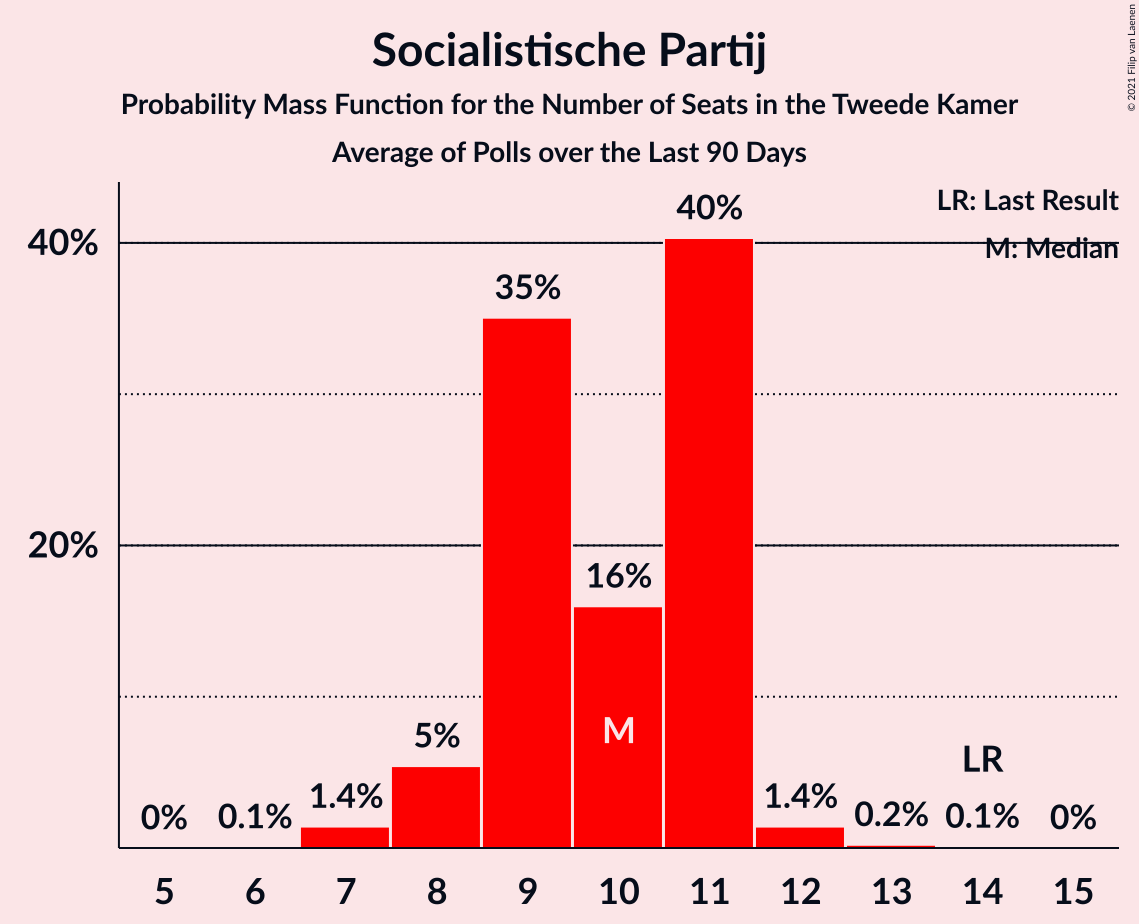 Socialistische Partij
Probability Mass Function for the Number of Seats in the Tweede Kamer
Average of Polls over the Last 90 Days
© 2021 Filip van Laenen
LR: Last Result
M: Median
40%
20%
0%
0.1%
1.4%
5%
35%
16%
M
40%
1.4%
0.2%
LR
0.1%
0%
5 6 7 8 9 10 11 12 13 14 15